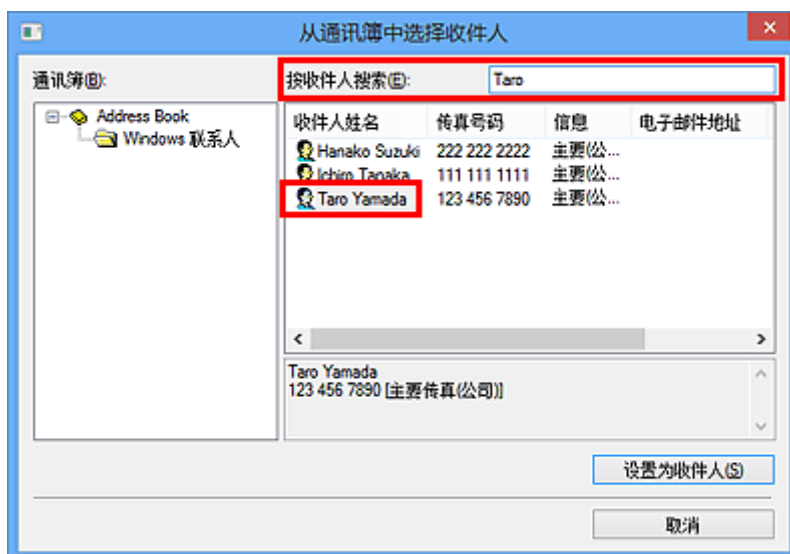 从通讯簿中选择收件人
通讯簿(B):
按收件人搜索(E): Taro
Address Book
Windows 联系人
收件人姓名 传真号码 信息 电子邮件地址
Hanako Suzuki 222 222 2222 主要(公...
Ichiro Tanaka 111 111 1111 主要(公...
Taro Yamada 123 456 7890 主要(公...
Taro Yamada
123 456 7890 [主要传真(公司)]
设置为收件人(S)
取消